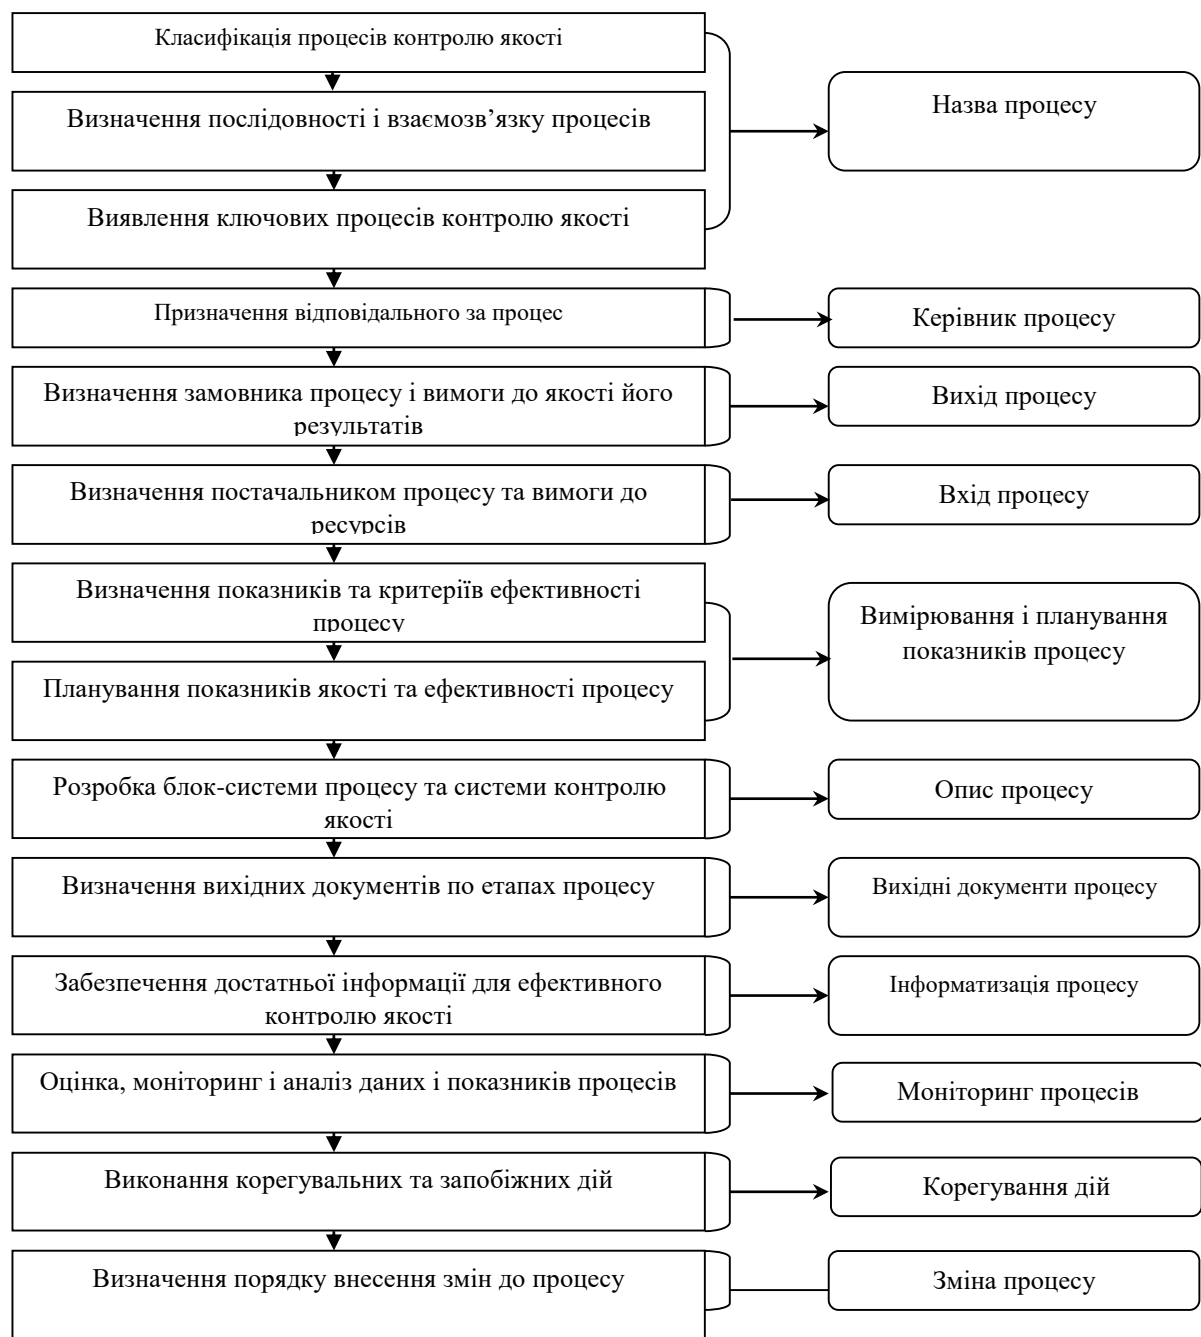 Класифікація процесів контролю якості
Назва процесу
Визначення послідовності і взаємозв’язку процесів
Виявлення ключових процесів контролю якості
Призначення відповідального за процес
Керівник процесу
Визначення замовника процесу і вимоги до якості його
результатів
Вихід процесу
Визначення постачальником процесу та вимоги до
ресурсів
Вхід процесу
Визначення показників та критеріїв ефективності
процесу
Вимірювання і планування
показників процесу
Планування показників якості та ефективності процесу
Розробка блок-системи процесу та системи контролю
якості
Опис процесу
Визначення вихідних документів по етапах процесу
Вихідні документи процесу
Забезпечення достатньої інформації для ефективного
контролю якості
Інформатизація процесу
Оцінка, моніторинг і аналіз даних і показників процесів
Моніторинг процесів
Виконання корегувальних та запобіжних дій
Корегування дій
Визначення порядку внесення змін до процесу
Зміна процесу